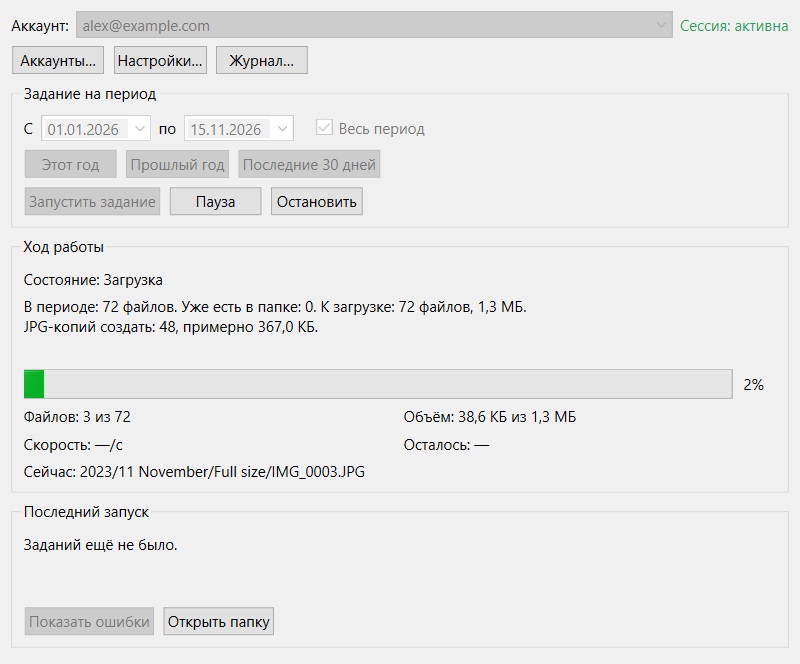 Аккаунт: alex@example.com Сессия: активна
Аккаунты... Настройки... Журнал...
Задание на период
С 01.01.2026 по 15.11.2026 Весь период
Этот год Прошлый год Последние 30 дней
Запустить задание Пауза Остановить
Ход работы
Состояние: Загрузка
В периоде: 72 файлов. Уже есть в папке: 0. К загрузке: 72 файлов, 1,3 МБ.
JPG-копий создать: 48, примерно 367,0 КБ.
2%
Файлов: 3 из 72 Объём: 38,6 КБ из 1,3 МБ
Скорость: —/с Осталось: —
Сейчас: 2023/11 November/Full size/IMG_0003.JPG
Последний запуск
Заданий ещё не было.
Показать ошибки Открыть папку